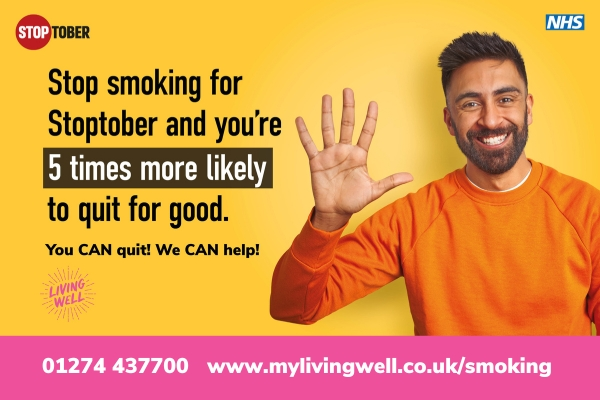 STOPTOBER
NHS
Stop smoking for
Stoptober and you're
5 times more likely
to quit for good.
You CAN quit! We CAN help!
LIVING
WELL
01274 437700 www.mylivingwell.co.uk/smoking